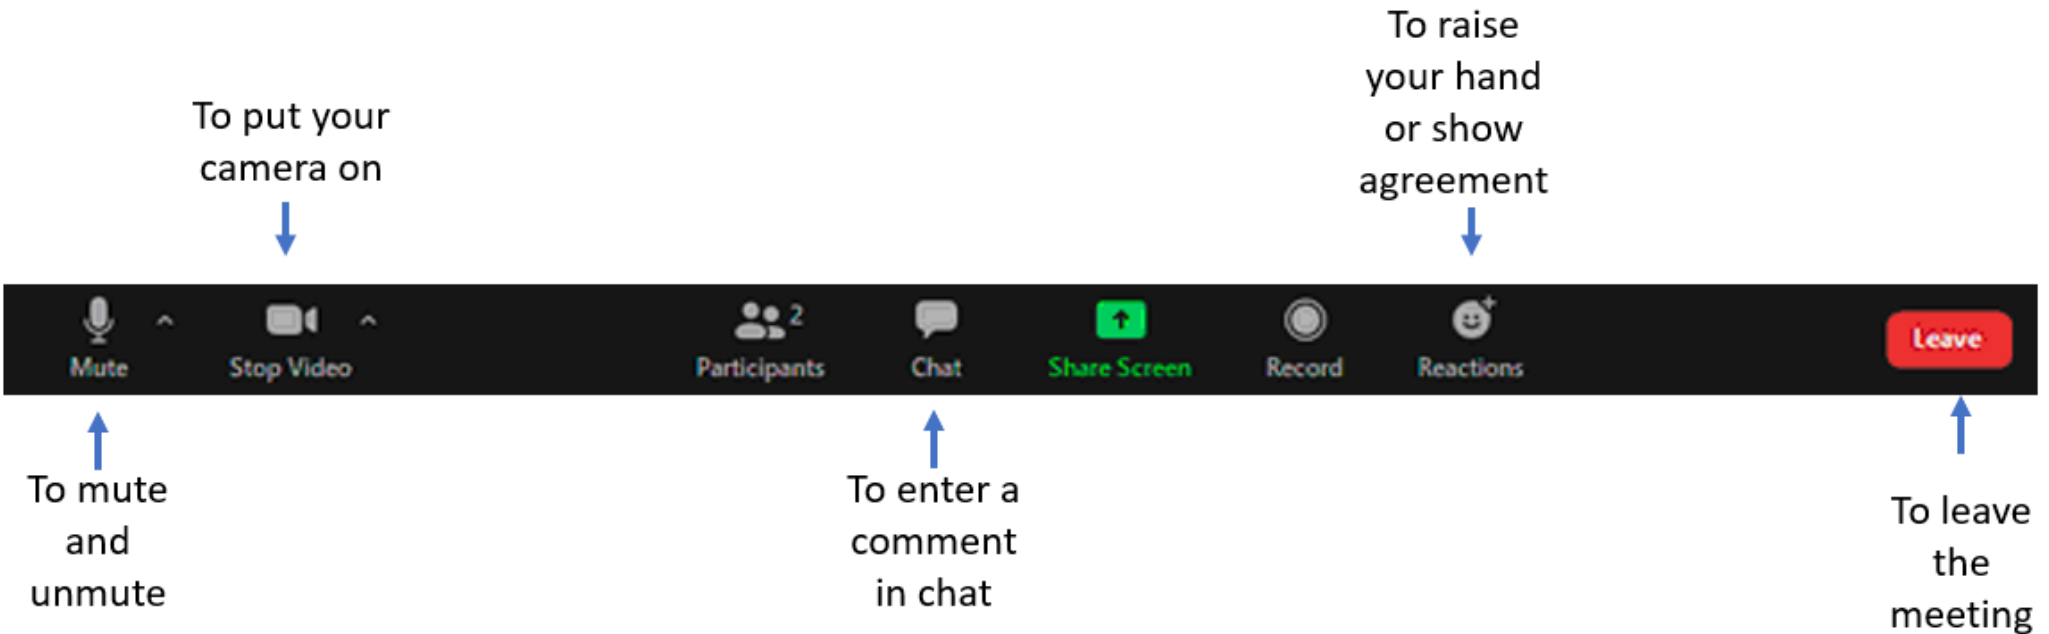 To raise
your hand
or show
agreement
To put your
camera on
Mute
Stop Video
Participants
2
Chat
Share Screen
Record
Reactions
Leave
To mute
and
unmute
To enter a
comment
in chat
To leave
the
meeting